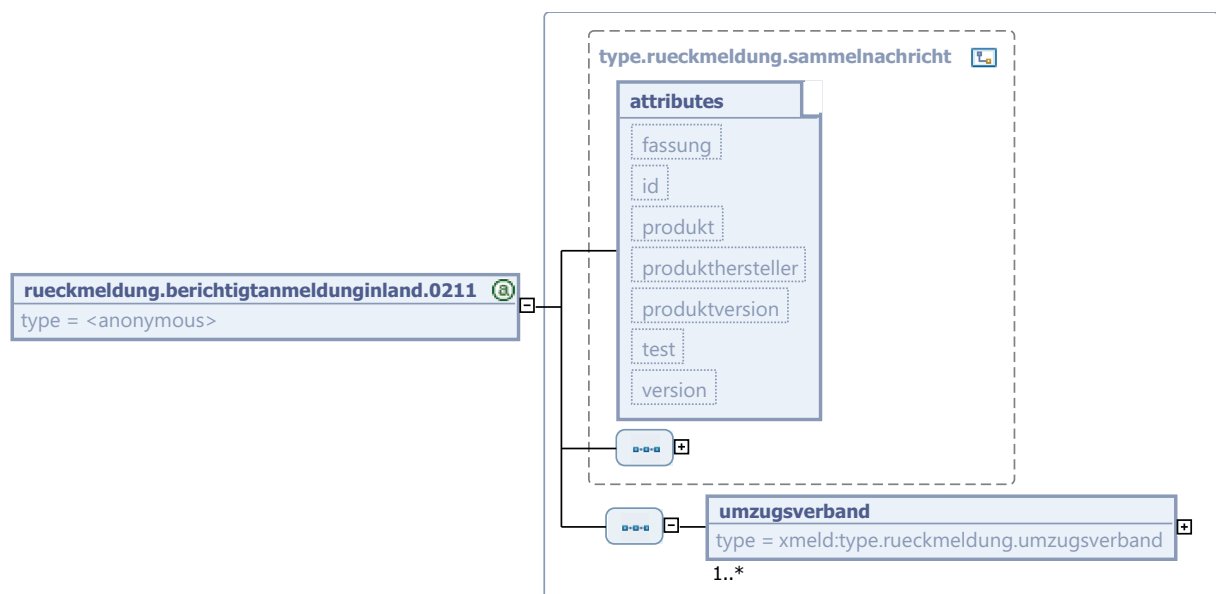 type.rueckmeldung.sammelnachricht
attributes
fassung
id
produkt
produkthersteller
produktversion
test
version
rueckmeldung.berichtigtanmeldunginland.0211
type = <anonymous>
umzugsverband
type = xmeld:type.rueckmeldung.umzugsverband
1..*